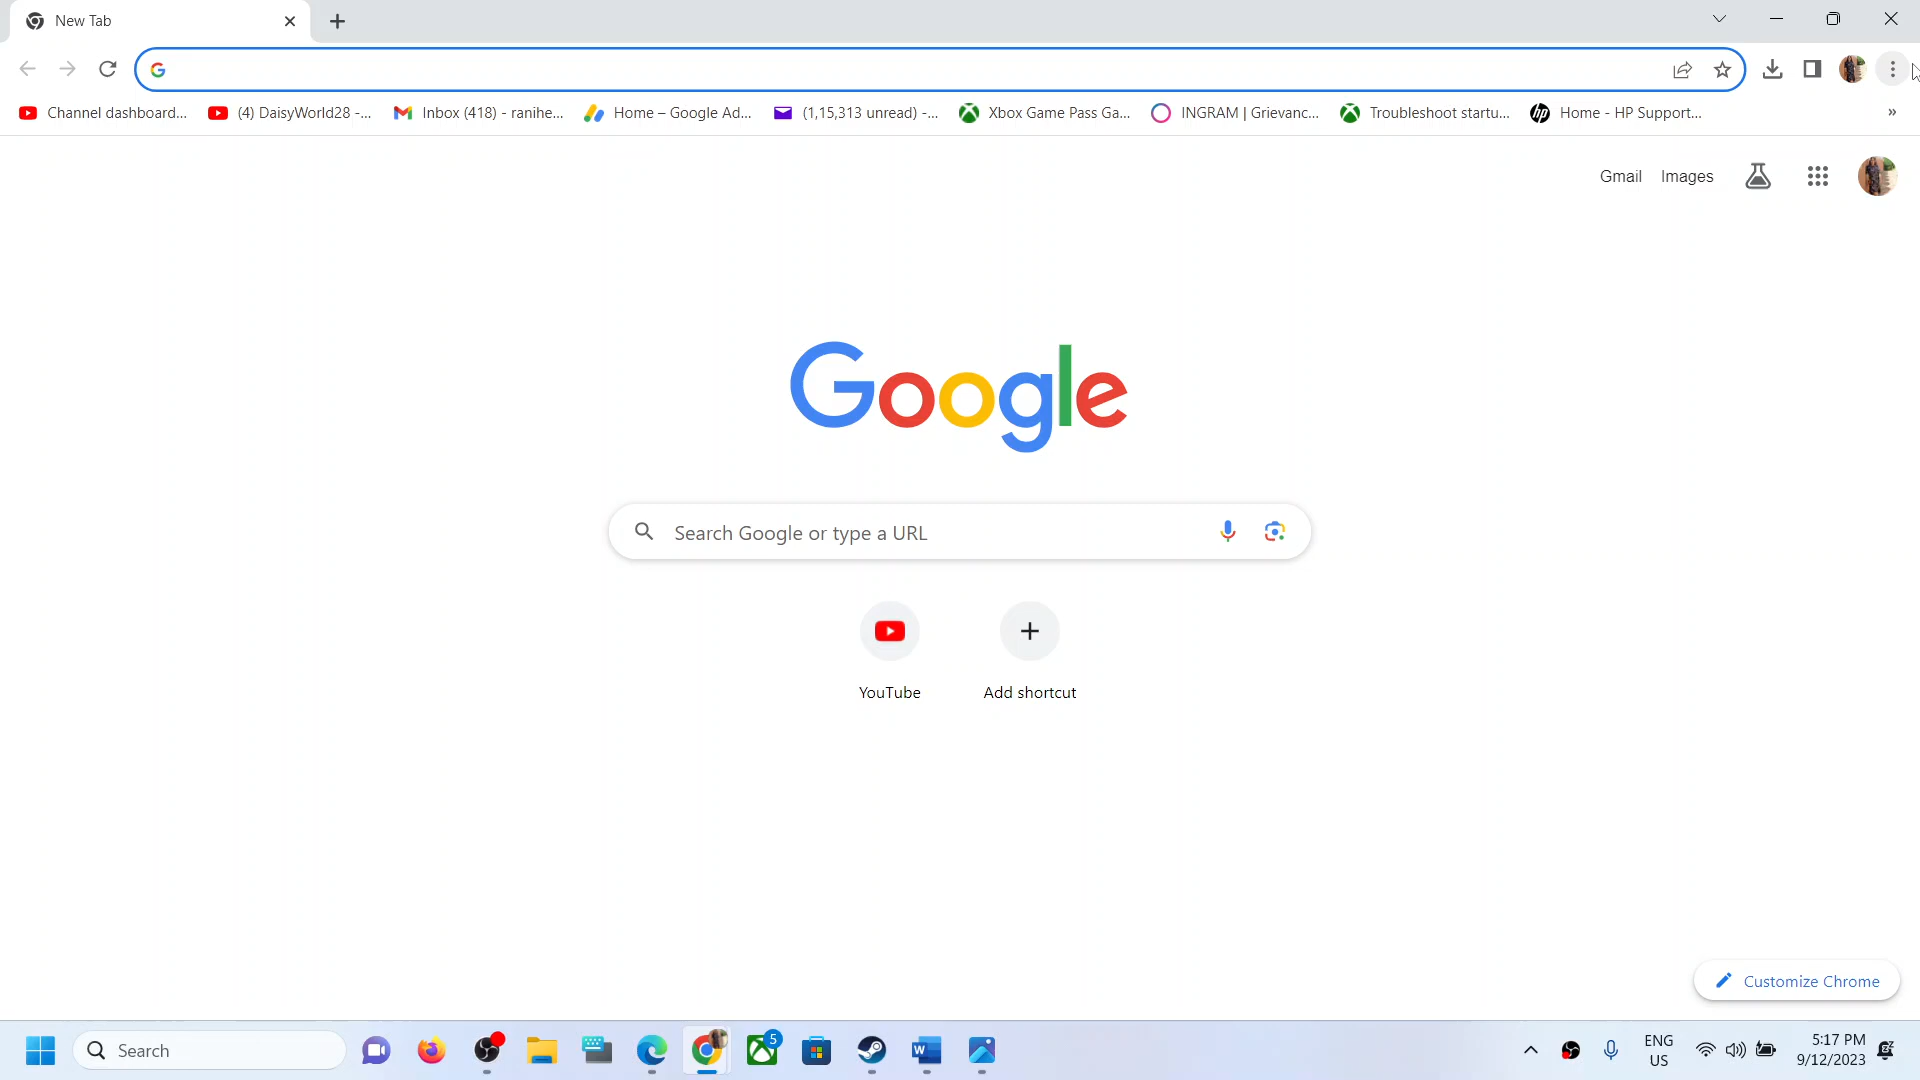 New Tab
Channel dashboard...
(4) DaisyWorld28 -...
Inbox (418) - ranihe...
Home – Google Ad...
(1,15,313 unread) -...
Xbox Game Pass Ga...
INGRAM | Grievanc...
Troubleshoot startu...
Home - HP Support...
»
Gmail
Images
Google
Search Google or type a URL
YouTube
Add shortcut
Customize Chrome
Search
5
ENG
US
5:17 PM
9/12/2023